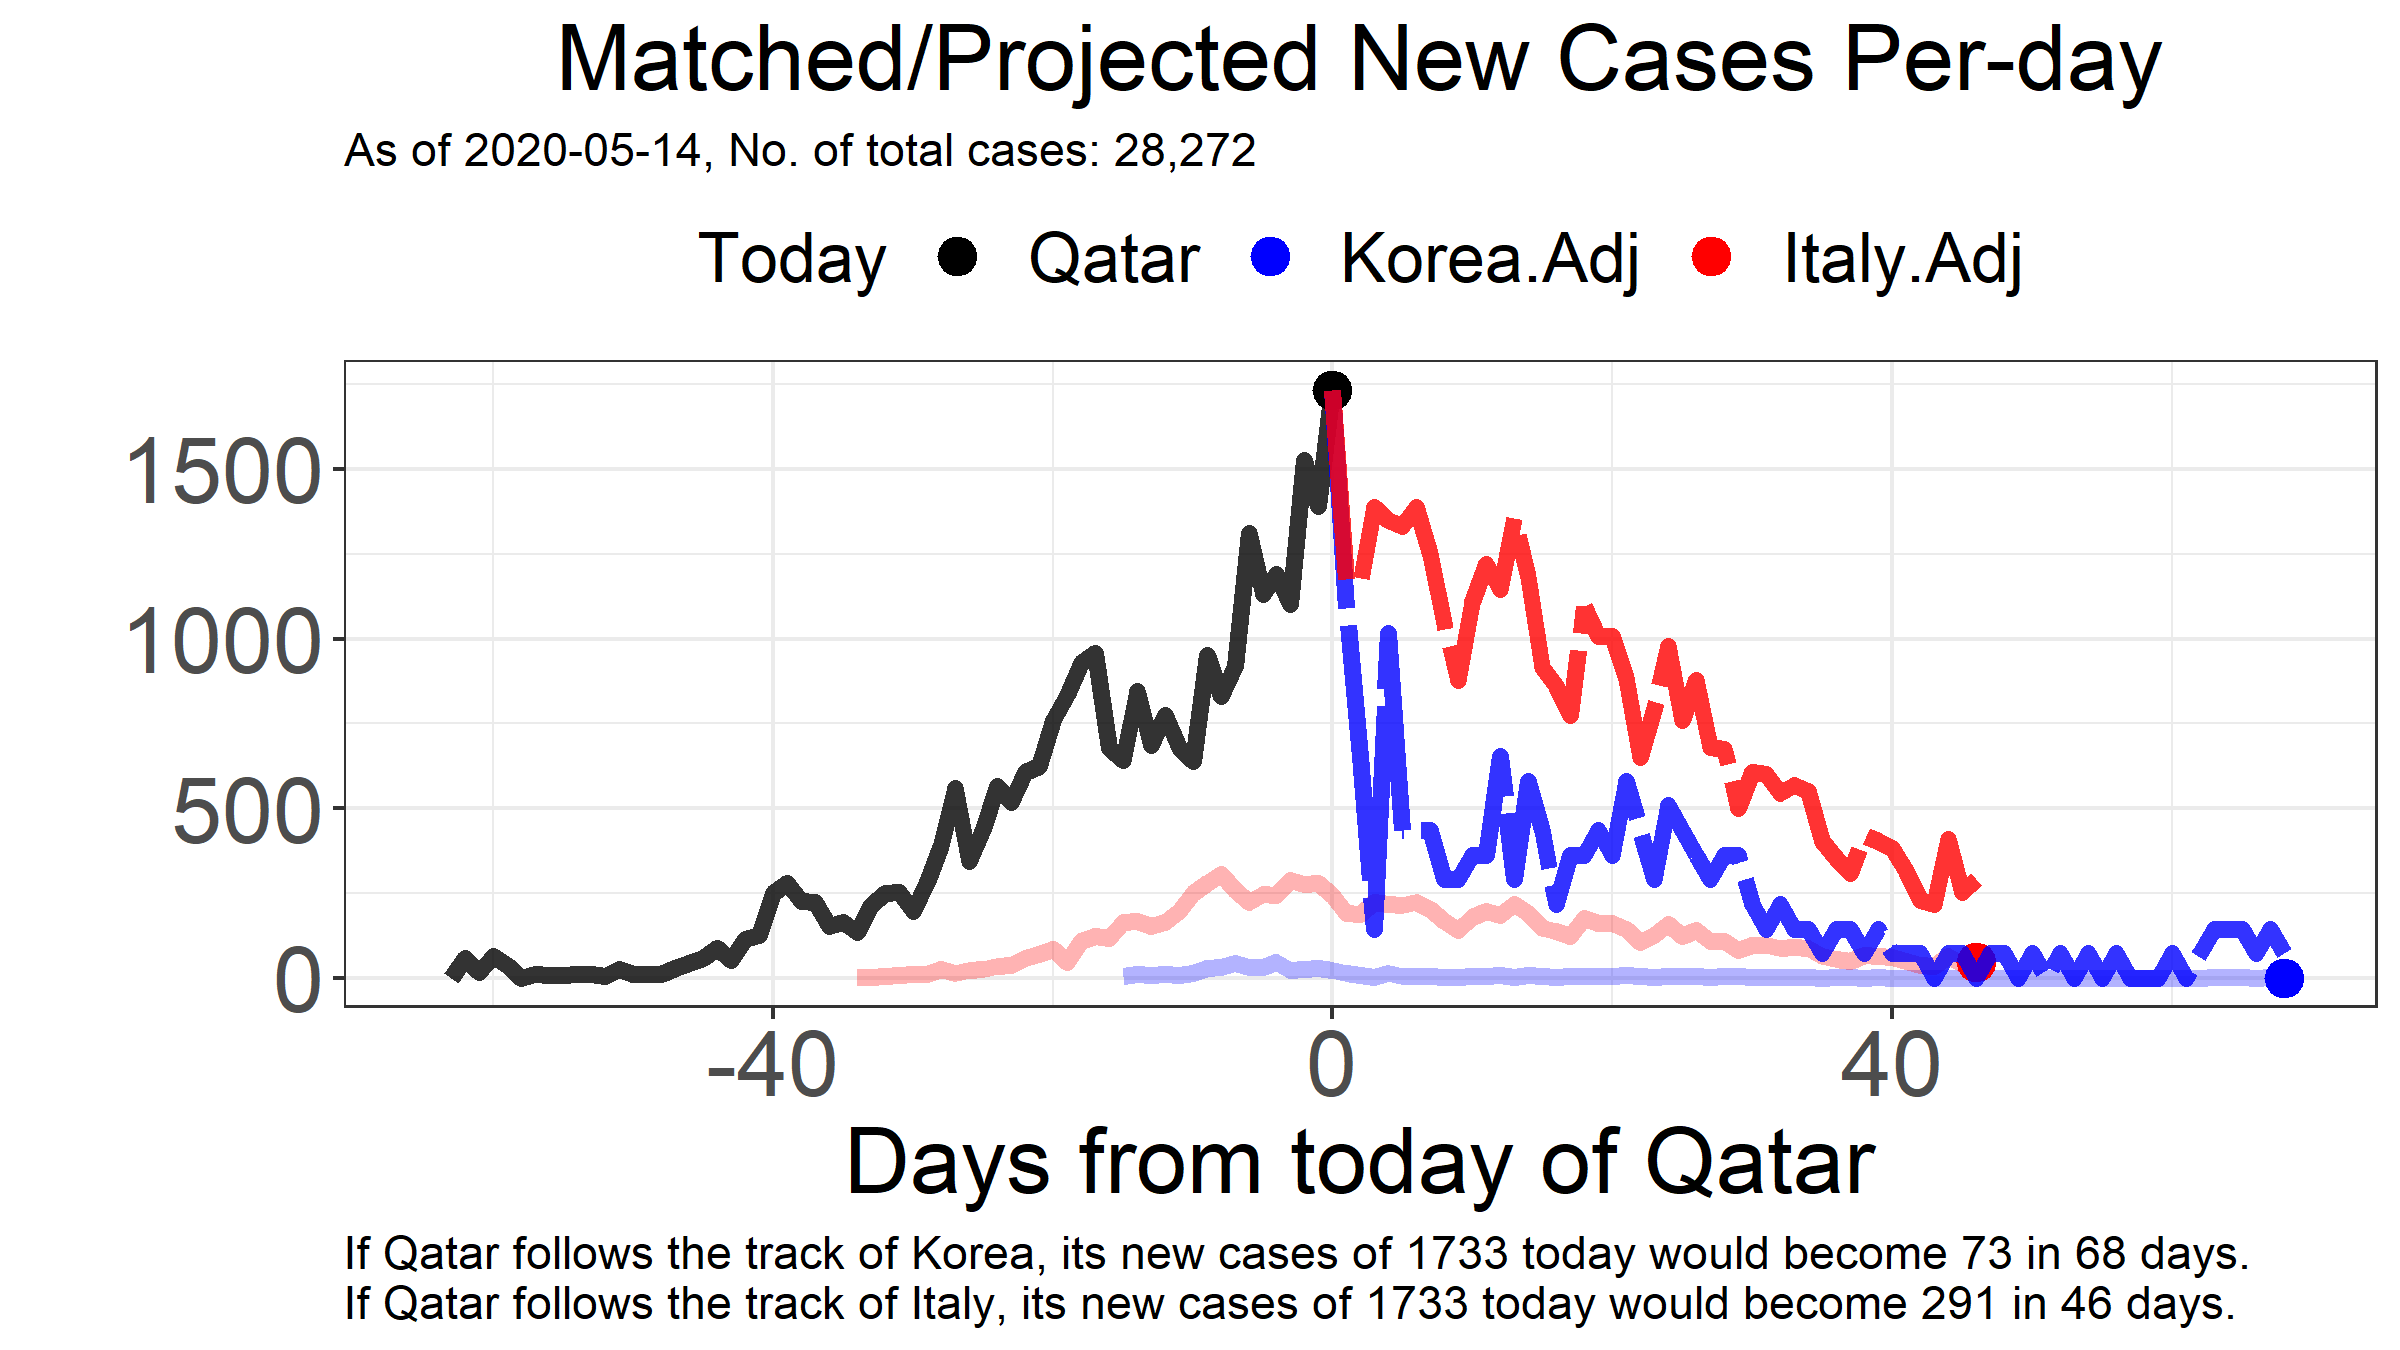 Matched/Projected New Cases Per-day
As of 2020-05-14, No. of total cases: 28,272
Today Qatar Korea.Adj Italy.Adj
1500
1000
500
0
-40 0 40
Days from today of Qatar
If Qatar follows the track of Korea, its new cases of 1733 today would become 73 in 68 days.
If Qatar follows the track of Italy, its new cases of 1733 today would become 291 in 46 days.